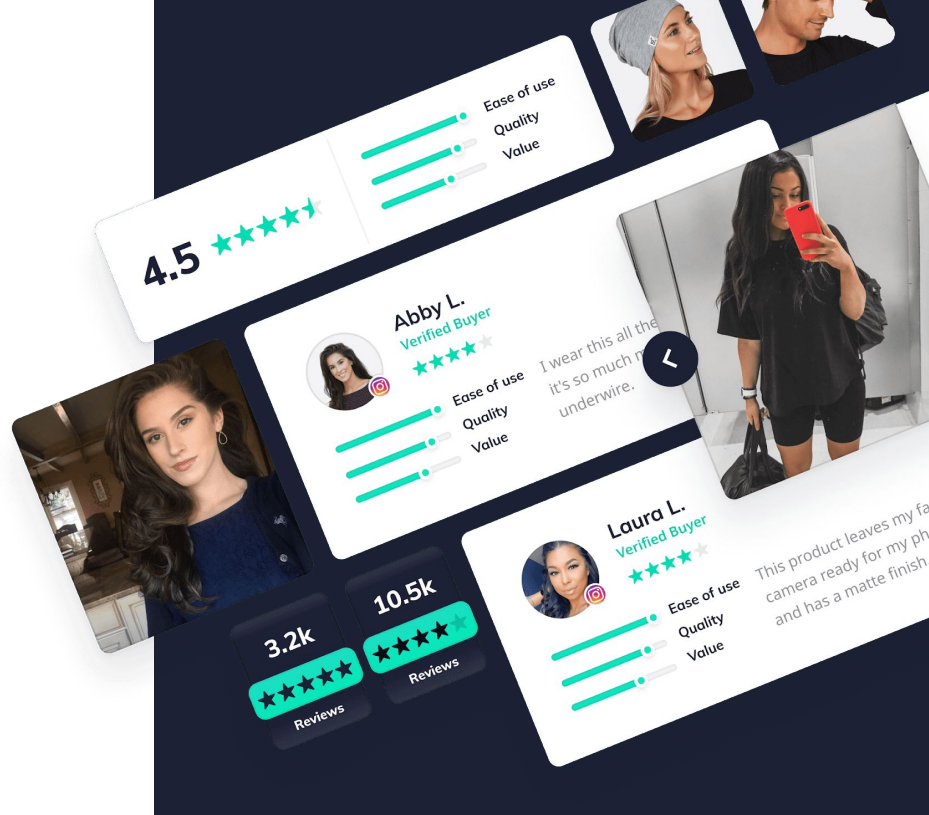 4.5
Ease of use
Quality
Value
Abby L.
Verified Buyer
Ease of use
Quality
Value
I wear this all the
it's so much
underwire.
Laura L.
Verified Buyer
Ease of use
Quality
Value
This product leaves my
camera ready for my
and has a matte finish
3.2k
Reviews
10.5k
Reviews